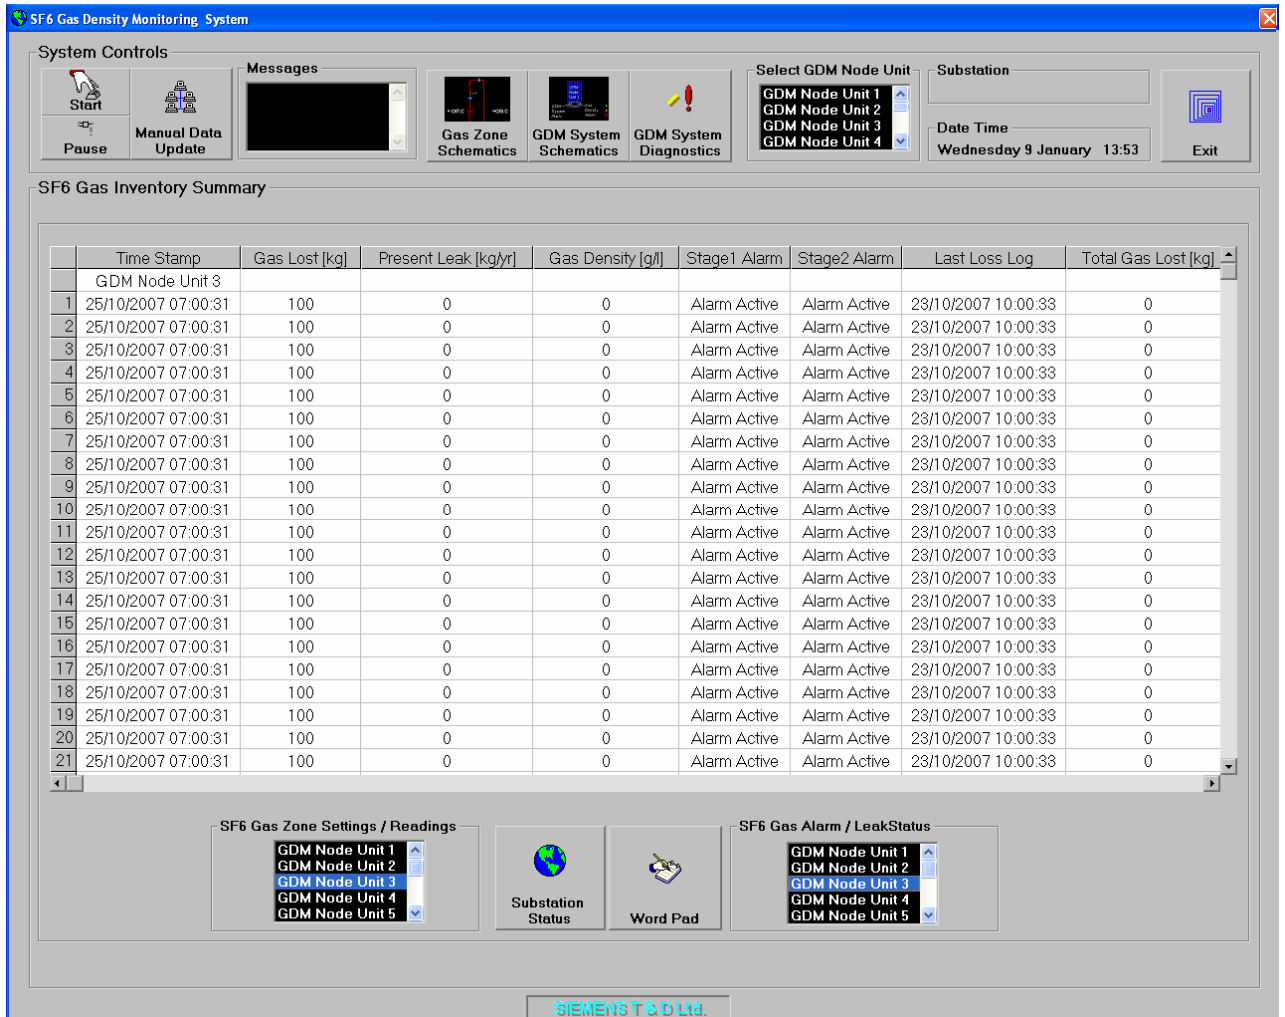 SF6 Gas Density Monitoring System
System Controls
Start
Pause
Manual Data
Update
Messages
Gas Zone
Schematics
GDM System
Schematics
GDM System
Diagnostics
Select GDM Node Unit
GDM Node Unit 1
GDM Node Unit 2
GDM Node Unit 3
GDM Node Unit 4
Substation
Date Time
Wednesday 9 January 13:53
Exit
SF6 Gas Inventory Summary
Time Stamp Gas Lost [kg] Present Leak [kg/yr] Gas Density [g/l] Stage1 Alarm Stage2 Alarm Last Loss Log Total Gas Lost [kg]
GDM Node Unit 3
1 25/10/2007 07:00:31 100 0 0 Alarm Active Alarm Active 23/10/2007 10:00:33 0
2 25/10/2007 07:00:31 100 0 0 Alarm Active Alarm Active 23/10/2007 10:00:33 0
3 25/10/2007 07:00:31 100 0 0 Alarm Active Alarm Active 23/10/2007 10:00:33 0
4 25/10/2007 07:00:31 100 0 0 Alarm Active Alarm Active 23/10/2007 10:00:33 0
5 25/10/2007 07:00:31 100 0 0 Alarm Active Alarm Active 23/10/2007 10:00:33 0
6 25/10/2007 07:00:31 100 0 0 Alarm Active Alarm Active 23/10/2007 10:00:33 0
7 25/10/2007 07:00:31 100 0 0 Alarm Active Alarm Active 23/10/2007 10:00:33 0
8 25/10/2007 07:00:31 100 0 0 Alarm Active Alarm Active 23/10/2007 10:00:33 0
9 25/10/2007 07:00:31 100 0 0 Alarm Active Alarm Active 23/10/2007 10:00:33 0
10 25/10/2007 07:00:31 100 0 0 Alarm Active Alarm Active 23/10/2007 10:00:33 0
11 25/10/2007 07:00:31 100 0 0 Alarm Active Alarm Active 23/10/2007 10:00:33 0
12 25/10/2007 07:00:31 100 0 0 Alarm Active Alarm Active 23/10/2007 10:00:33 0
13 25/10/2007 07:00:31 100 0 0 Alarm Active Alarm Active 23/10/2007 10:00:33 0
14 25/10/2007 07:00:31 100 0 0 Alarm Active Alarm Active 23/10/2007 10:00:33 0
15 25/10/2007 07:00:31 100 0 0 Alarm Active Alarm Active 23/10/2007 10:00:33 0
16 25/10/2007 07:00:31 100 0 0 Alarm Active Alarm Active 23/10/2007 10:00:33 0
17 25/10/2007 07:00:31 100 0 0 Alarm Active Alarm Active 23/10/2007 10:00:33 0
18 25/10/2007 07:00:31 100 0 0 Alarm Active Alarm Active 23/10/2007 10:00:33 0
19 25/10/2007 07:00:31 100 0 0 Alarm Active Alarm Active 23/10/2007 10:00:33 0
20 25/10/2007 07:00:31 100 0 0 Alarm Active Alarm Active 23/10/2007 10:00:33 0
21 25/10/2007 07:00:31 100 0 0 Alarm Active Alarm Active 23/10/2007 10:00:33 0
SF6 Gas Zone Settings / Readings
GDM Node Unit 1
GDM Node Unit 2
GDM Node Unit 3
GDM Node Unit 4
GDM Node Unit 5
Substation
Status
Word Pad
SF6 Gas Alarm / LeakStatus
GDM Node Unit 1
GDM Node Unit 2
GDM Node Unit 3
GDM Node Unit 4
GDM Node Unit 5
SIEMENS T & D Ltd.